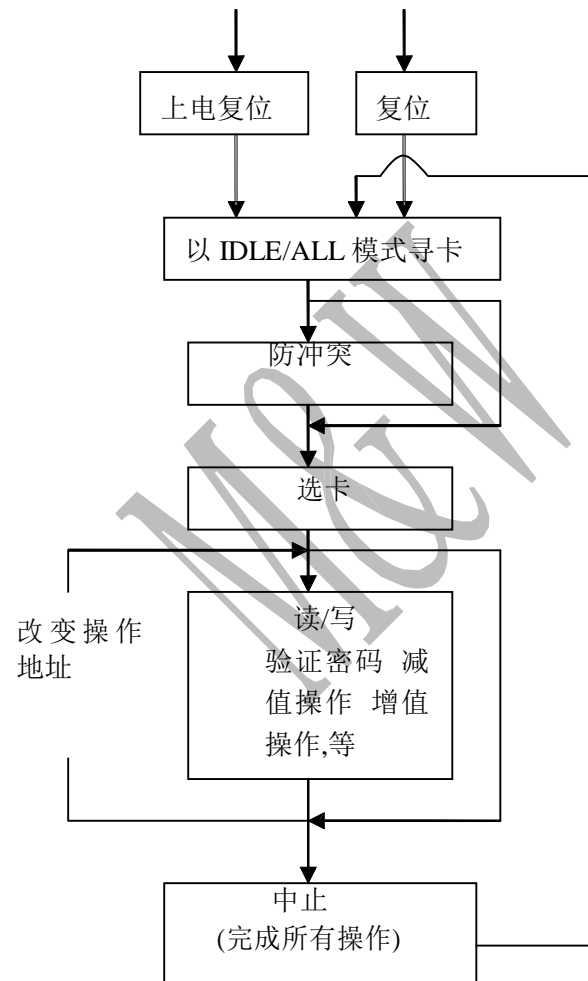 上电复位
复位
以 IDLE/ALL 模式寻卡
防冲突
选卡
改变操作
地址
读/写
验证密码 减
值操作 增值
操作,等
中止
(完成所有操作)
M&W